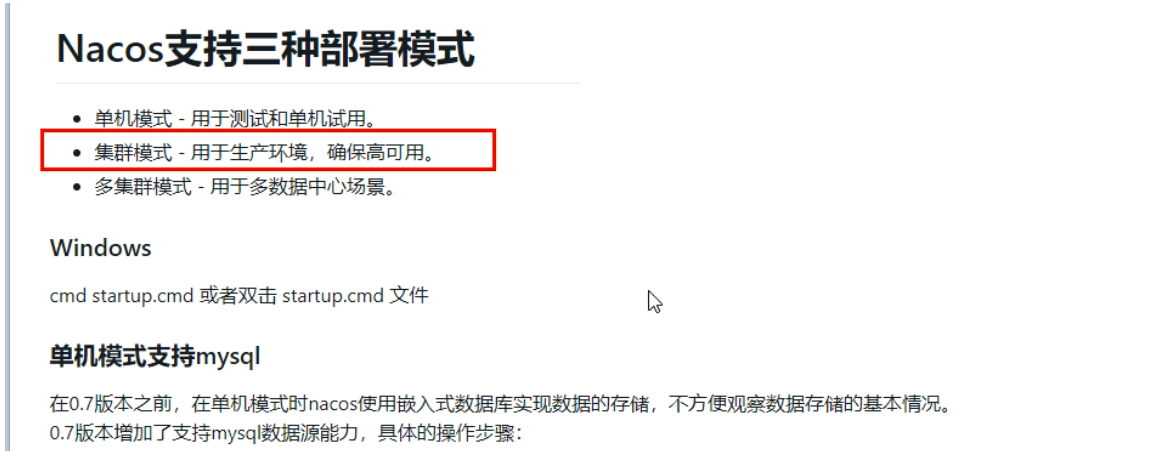 Nacos支持三种部署模式
• 单机模式 - 用于测试和单机试用。
• 集群模式 - 用于生产环境，确保高可用。
• 多集群模式 - 用于多数据中心场景。
Windows
cmd startup.cmd 或者双击 startup.cmd 文件
单机模式支持mysql
在0.7版本之前，在单机模式时nacos使用嵌入式数据库实现数据的存储，不方便观察数据存储的基本情况。
0.7版本增加了支持mysql数据源能力，具体的操作步骤：